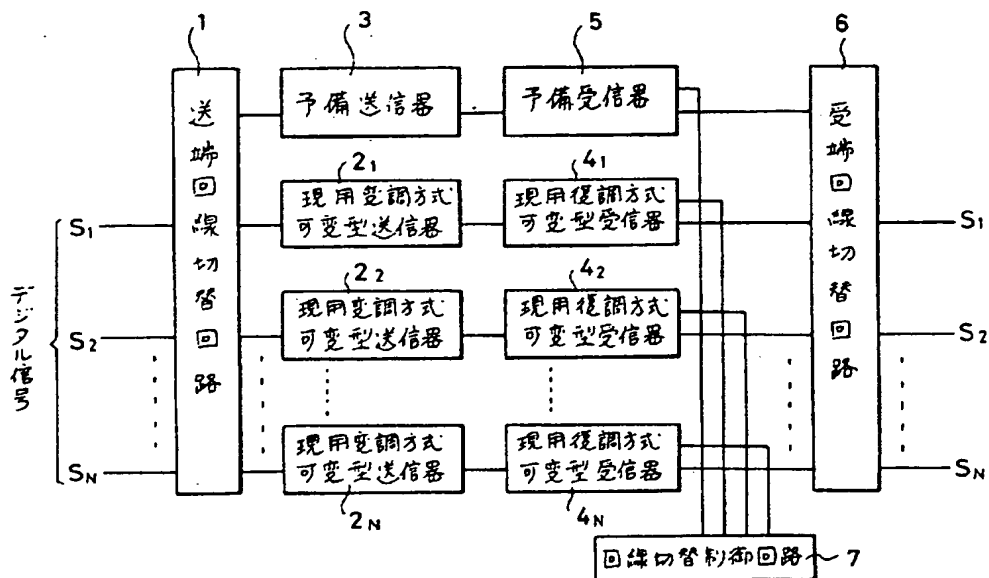 1
3
5
6
送端回線切替回路
予備送信器
予備受信器
受端回線切替回路
2₁
4₁
現用変調方式
可変型送信器
現用復調方式
可変型受信器
S₁
S₁
2₂
4₂
現用変調方式
可変型送信器
現用復調方式
可変型受信器
デジタル信号
S₂
S₂
現用変調方式
可変型送信器
現用復調方式
可変型受信器
S_N
S_N
2_N
4_N
回線切替制御回路
7